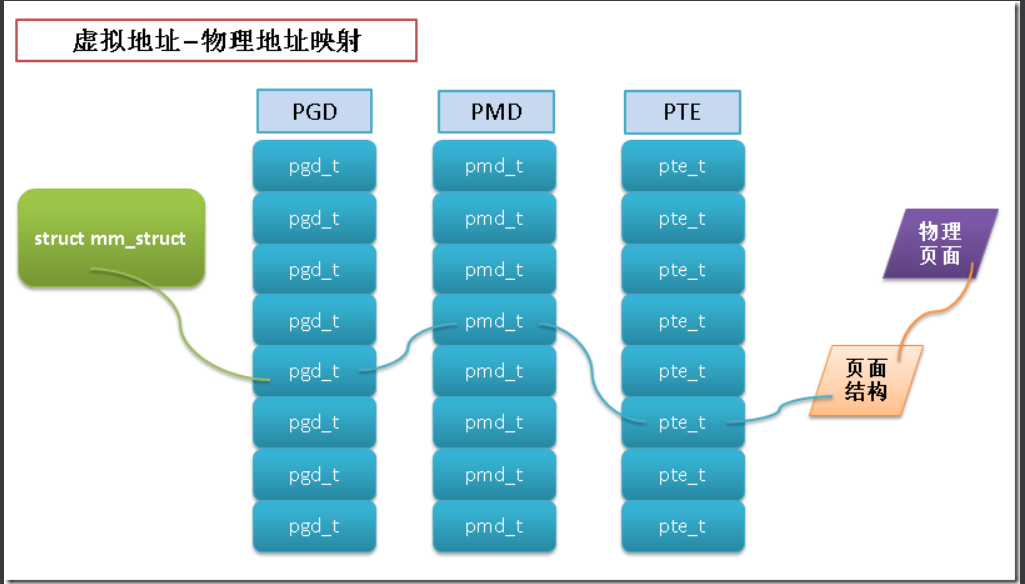 虚拟地址-物理地址映射
PGD
PMD
PTE
struct mm_struct
pgd_t
pgd_t
pgd_t
pgd_t
pgd_t
pgd_t
pgd_t
pgd_t
pmd_t
pmd_t
pmd_t
pmd_t
pmd_t
pmd_t
pmd_t
pmd_t
pte_t
pte_t
pte_t
pte_t
pte_t
pte_t
pte_t
pte_t
物理
页面
页面
结构